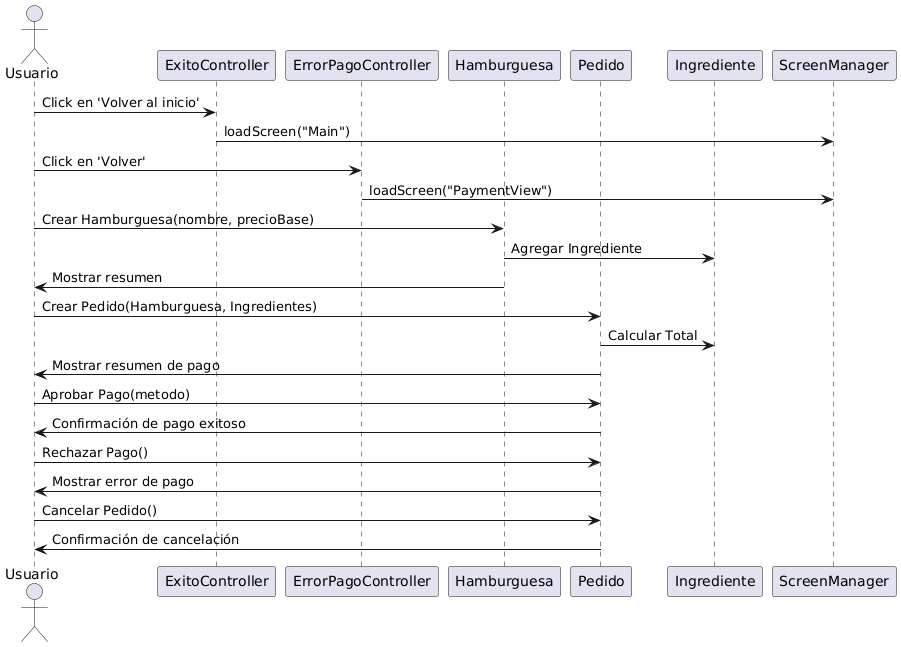 Usuario
ExitoController
ErrorPagoController
Hamburguesa
Pedido
Ingrediente
ScreenManager
Click en 'Volver al inicio'
loadScreen("Main")
Click en 'Volver'
loadScreen("PaymentView")
Crear Hamburguesa(nombre, precioBase)
Agregar Ingrediente
Mostrar resumen
Crear Pedido(Hamburguesa, Ingredientes)
Calcular Total
Mostrar resumen de pago
Aprobar Pago(metodo)
Confirmación de pago exitoso
Rechazar Pago()
Mostrar error de pago
Cancelar Pedido()
Confirmación de cancelación
Usuario
ExitoController
ErrorPagoController
Hamburguesa
Pedido
Ingrediente
ScreenManager